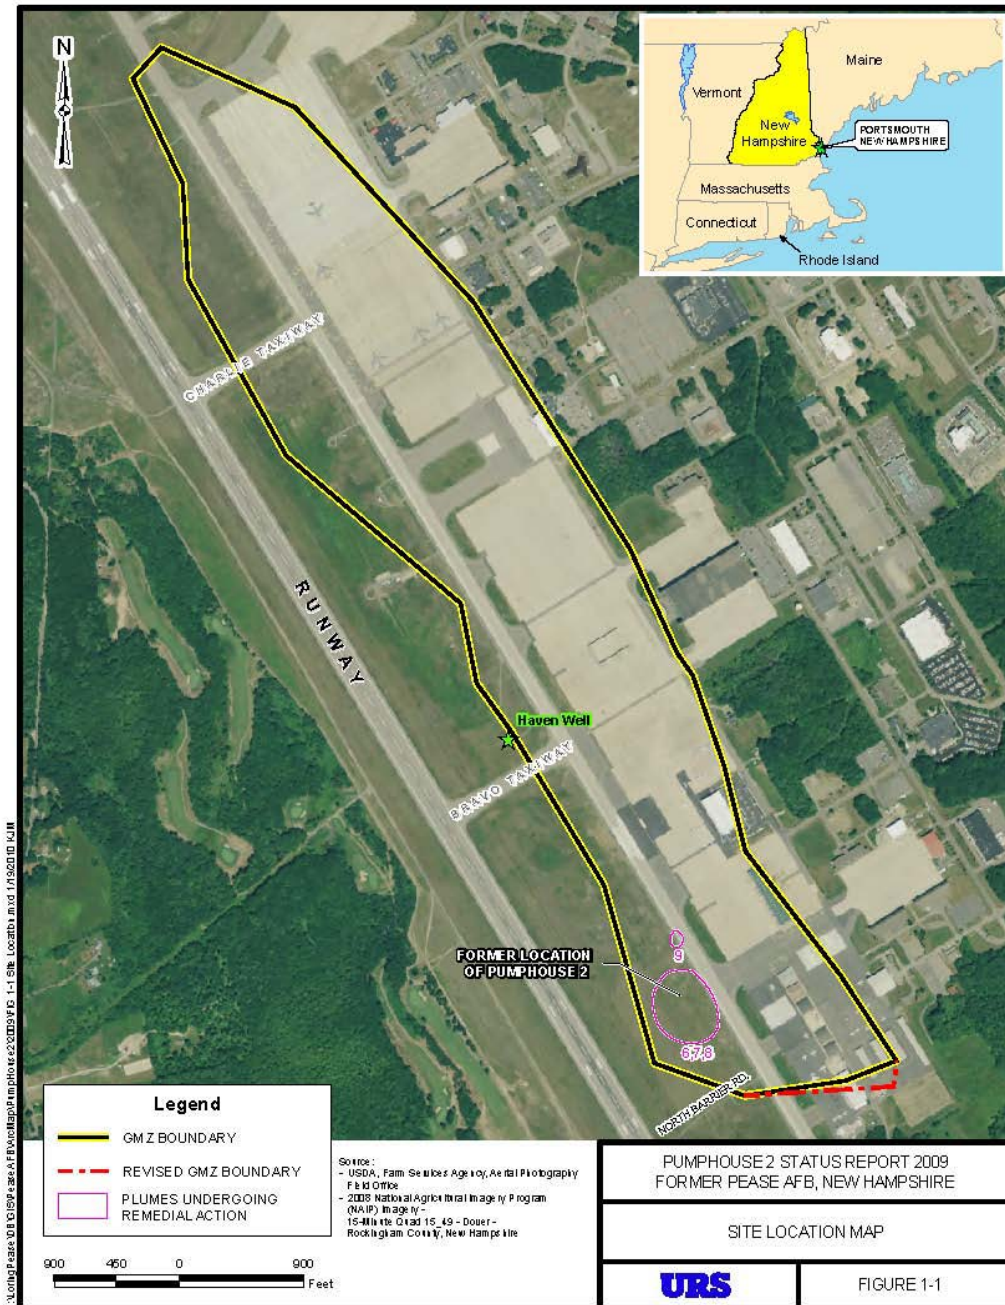 N
Maine
Vermont
New
Hampshire
PORTSMOUTH
NEW HAMPSHIRE
Massachusetts
Connecticut
Rhode Island
CHARLIE TAXIWAY
RUNWAY
Haven Well
BRAVO TAXIWAY
FORMER LOCATION
OF PUMPHOUSE 2
9
6,7,8
NORTH BARRIER RD.
Legend
GMZ BOUNDARY
REVISED GMZ BOUNDARY
PLUMES UNDERGOING
REMEDIAL ACTION
900 450 0 900
Feet
Source:
- USDA, Farm Services Agency, Aerial Photography
Field Office
- 2008 National Agricultural Imagery Program
(NAIP) Imagery -
15-Minute Quad 15_49 - Dover -
Rockingham County, New Hampshire
PUMPHOUSE 2 STATUS REPORT 2009
FORMER PEASE AFB, NEW HAMPSHIRE
SITE LOCATION MAP
URS
FIGURE 1-1